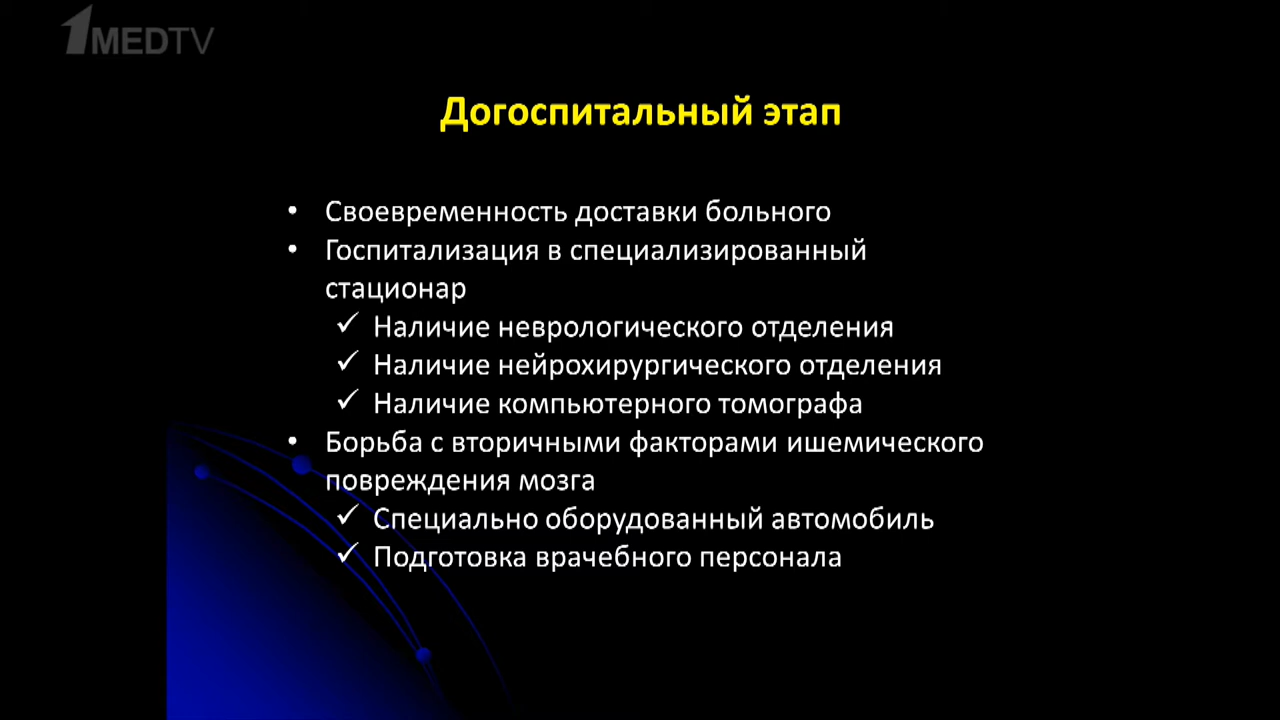 1MEDTV
Догоспитальный этап
• Своевременность доставки больного
• Госпитализация в специализированный
стационар
✓ Наличие неврологического отделения
✓ Наличие нейрохирургического отделения
✓ Наличие компьютерного томографа
• Борьба с вторичными факторами ишемического
повреждения мозга
✓ Специально оборудованный автомобиль
✓ Подготовка врачебного персонала